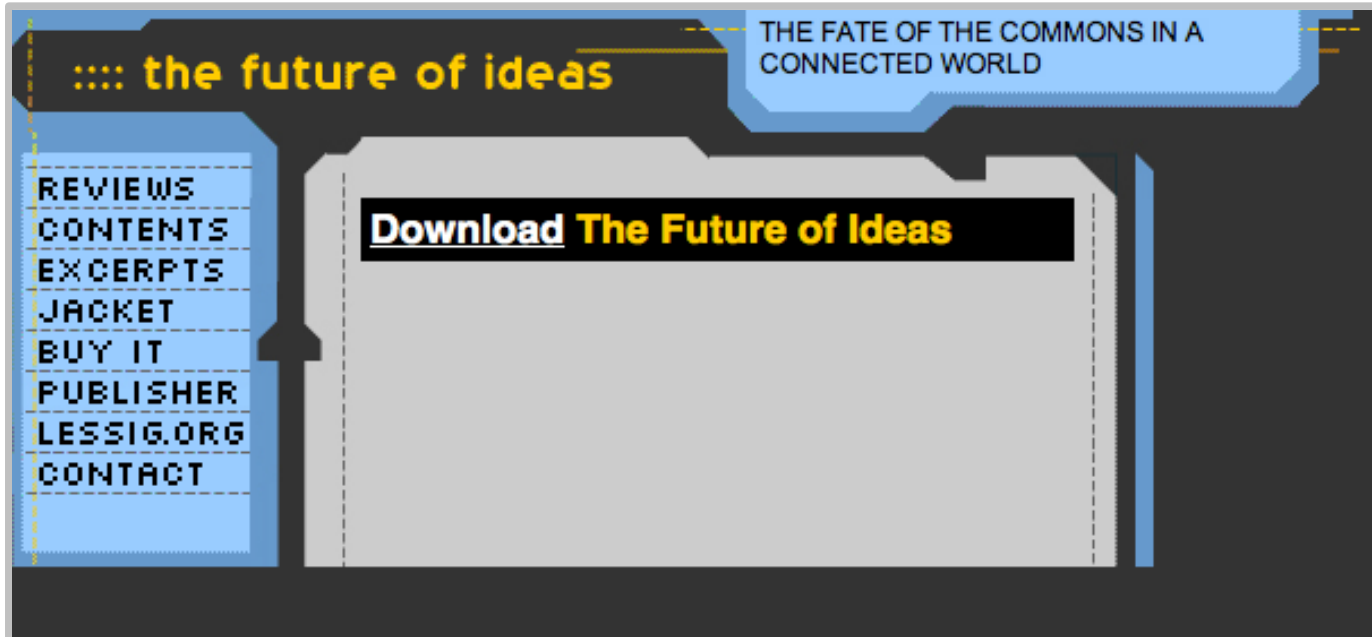 :::: the future of ideas
THE FATE OF THE COMMONS IN A
CONNECTED WORLD
REVIEWS
CONTENTS
EXCERPTS
JACKET
BUY IT
PUBLISHER
LESSIG.ORG
CONTACT
Download The Future of Ideas